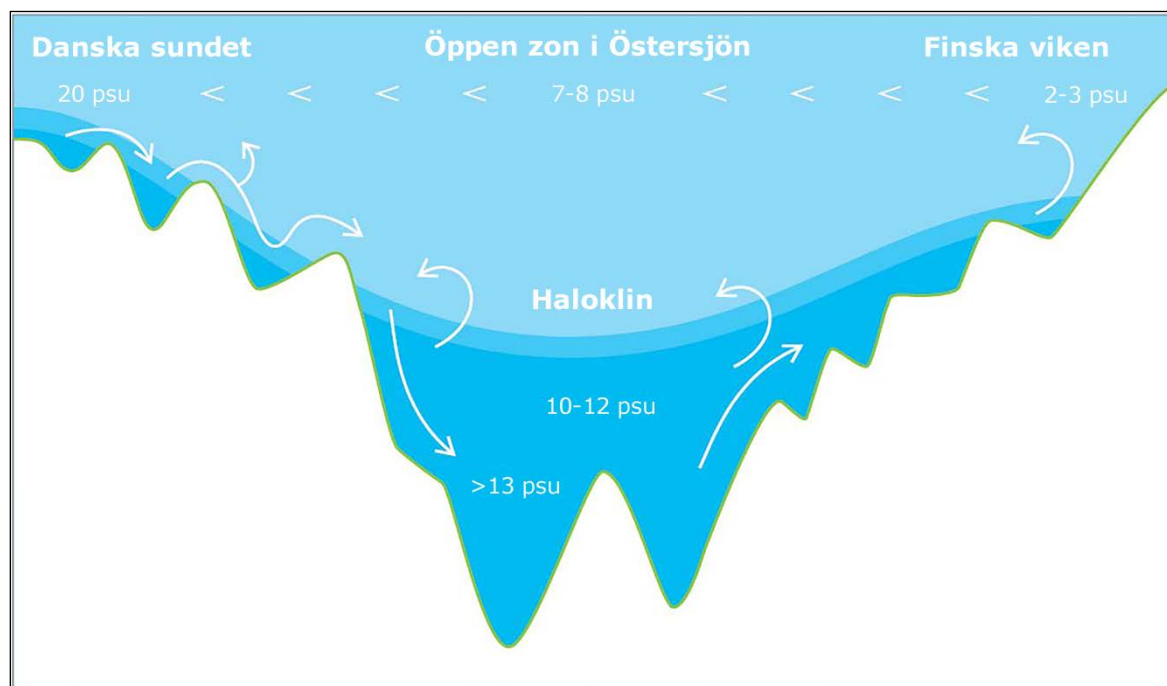 Danska sundet
Öppen zon i Östersjön
Finska viken
20 psu < < < < 7-8 psu < < < < 2-3 psu
Haloklin
10-12 psu
>13 psu